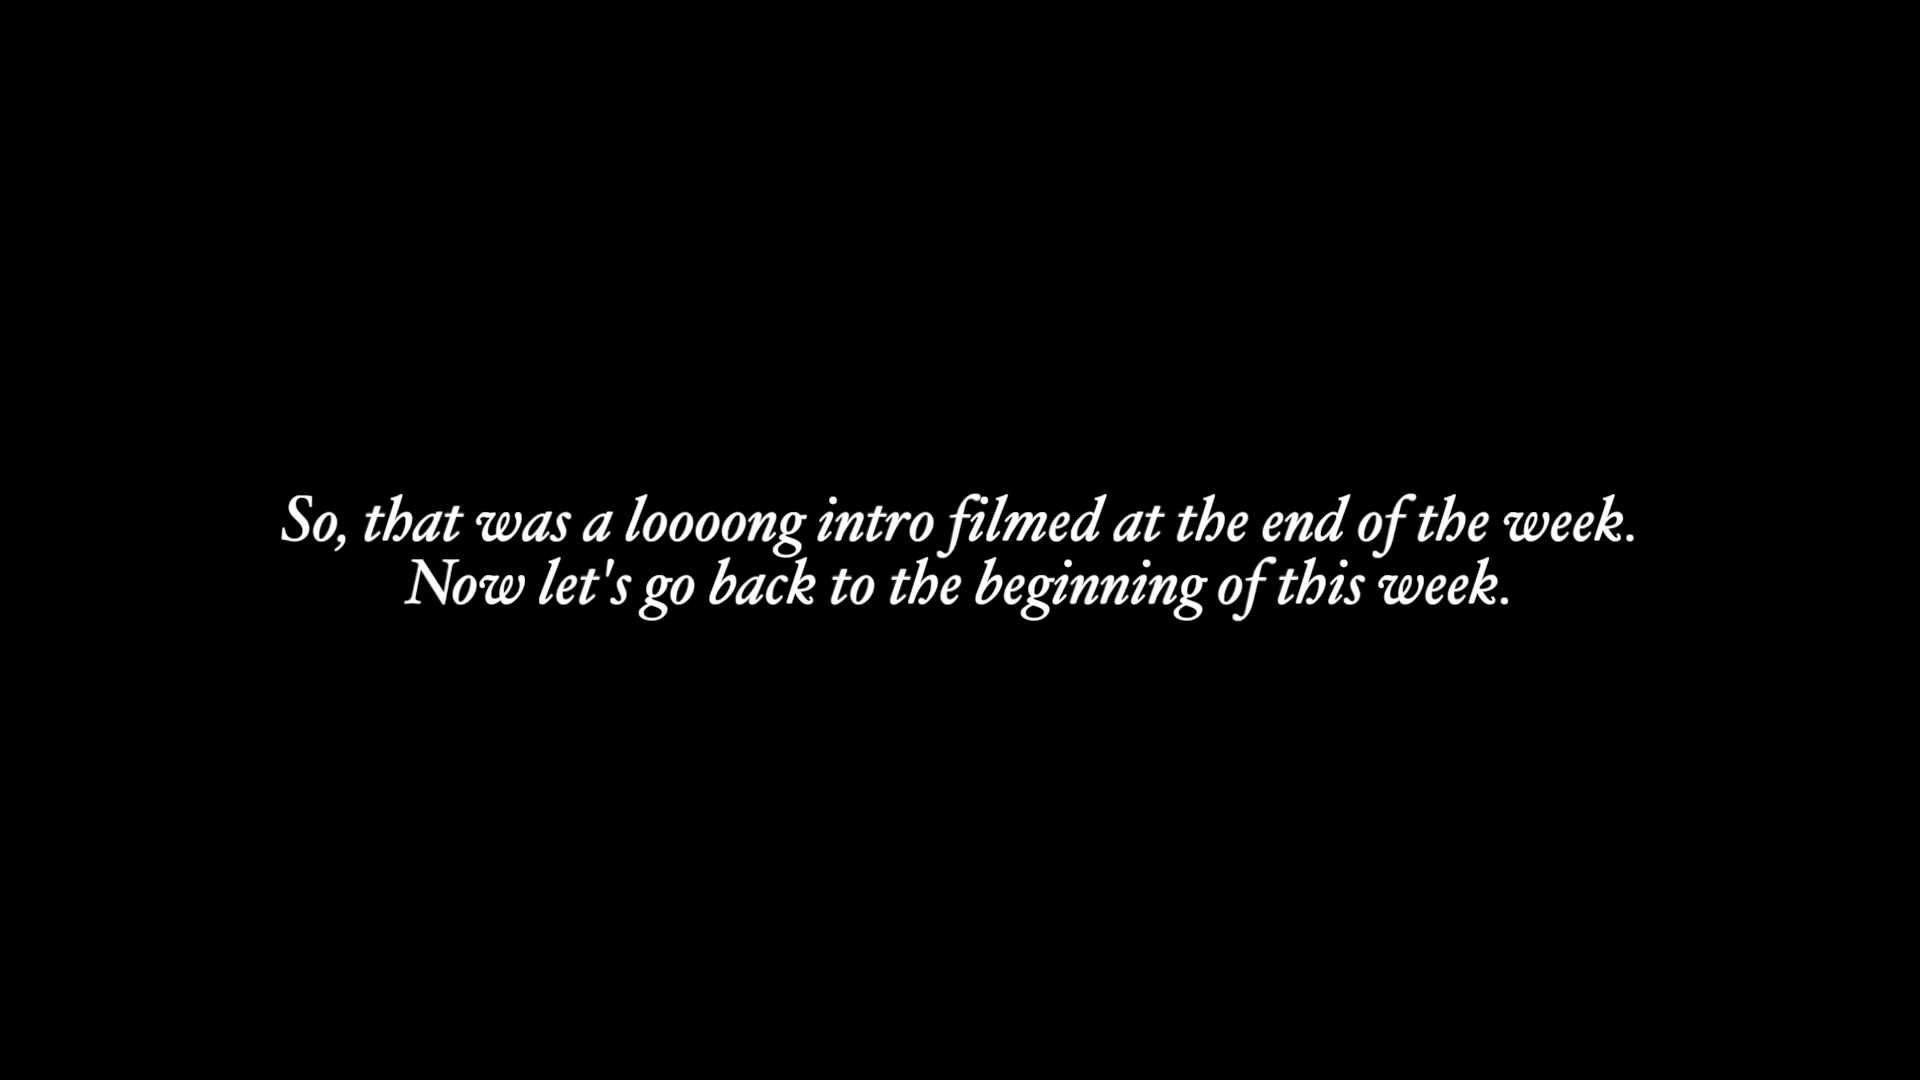 So, that was a loooong intro filmed at the end of the week.
Now let's go back to the beginning of this week.